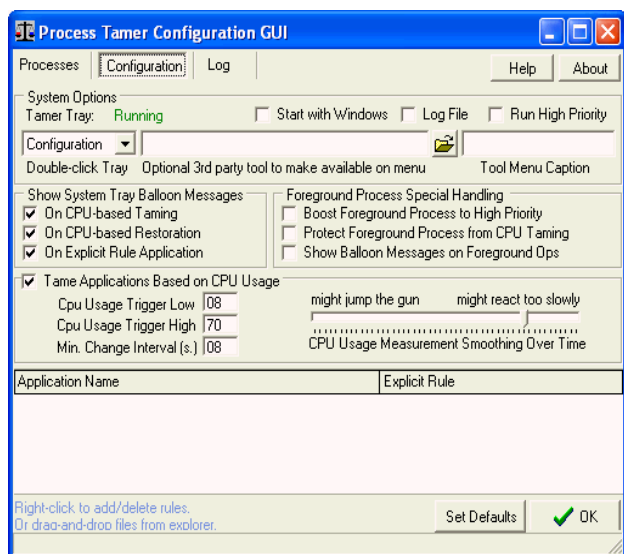 Process Tamer Configuration GUI
Processes Configuration Log Help About
System Options
Tamer Tray: Running Start with Windows Log File Run High Priority
Configuration
Double-click Tray Optional 3rd party tool to make available on menu Tool Menu Caption
Show System Tray Balloon Messages
On CPU-based Taming
On CPU-based Restoration
On Explicit Rule Application
Foreground Process Special Handling
Boost Foreground Process to High Priority
Protect Foreground Process from CPU Taming
Show Balloon Messages on Foreground Ops
Tame Applications Based on CPU Usage
Cpu Usage Trigger Low 08
Cpu Usage Trigger High 70
Min. Change Interval (s.) 08
might jump the gun might react too slowly
CPU Usage Measurement Smoothing Over Time
Application Name Explicit Rule
Right-click to add/delete rules.
Or drag-and-drop files from explorer.
Set Defaults OK